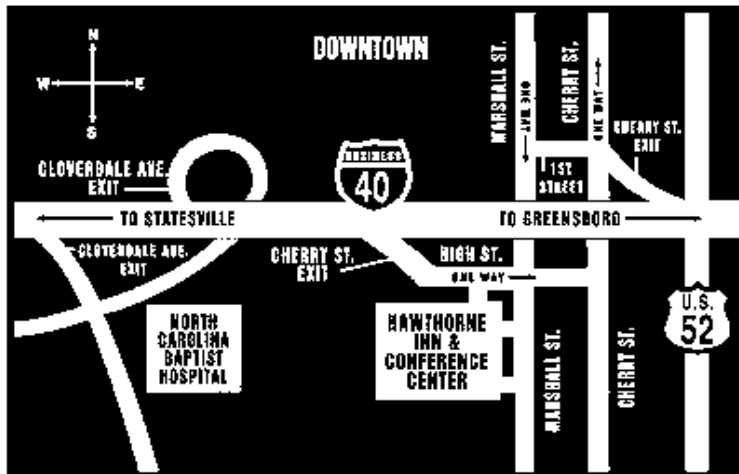 N
W E
S
DOWNTOWN
MARSHALL ST.
ONE WAY
CHERRY ST.
ONE WAY
CHERRY ST.
EXIT
1ST
STREET
CLOVERDALE AVE.
EXIT
BUSINESS
40
TO STATESVILLE
TO GREENSBORO
CLOVERDALE AVE.
EXIT
CHERRY ST.
EXIT
HIGH ST.
ONE WAY
NORTH
CAROLINA
BAPTIST
HOSPITAL
HAWTHORNE
INN &
CONFERENCE
CENTER
MARSHALL ST.
CHERRY ST.
U.S.
52